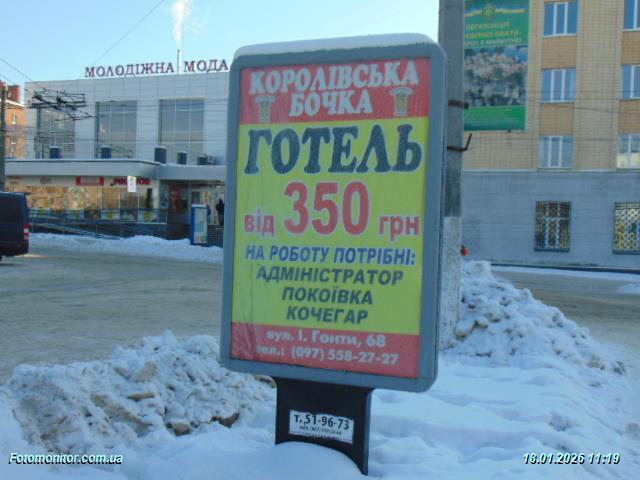 МОЛОДІЖНА МОДА
ЛЕГАЛІЗАЦІЯ
КОРОЛІВСЬКА
БОЧКА
ГОТЕЛЬ
від 350 грн
НА РОБОТУ ПОТРІБНІ:
АДМІНІСТРАТОР
ПОКОЇВКА
КОЧЕГАР
вул. І. Гонти, 68
тел.: (097) 558-27-27
т. 51-96-73
Fotomonitor.com.ua
18.01.2026 11:19